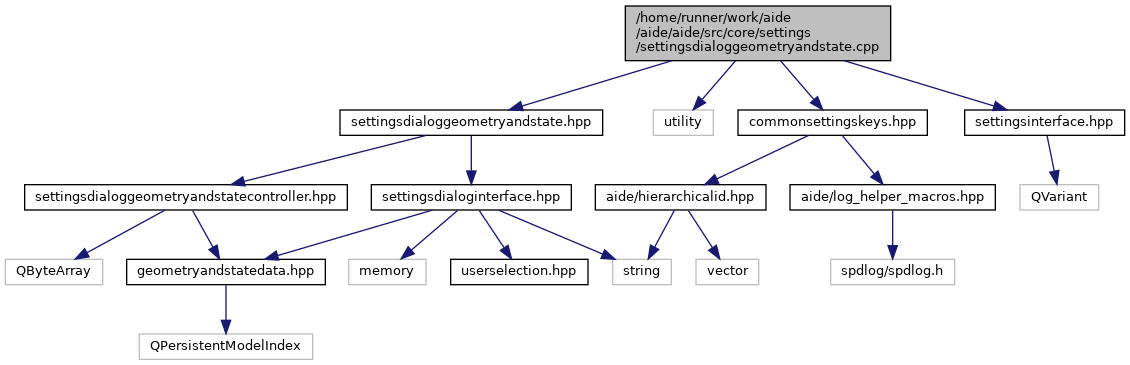 /home/runner/work/aide
/aide/aide/src/core/settings
/settingsdialoggeometryandstate.cpp
settingsdialoggeometryandstate.hpp
utility
commonsettingskeys.hpp
settingsinterface.hpp
settingsdialoggeometryandstatecontroller.hpp
settingsdialoginterface.hpp
aide/hierarchicalid.hpp
aide/log_helper_macros.hpp
QVariant
QByteArray
geometryandstatedata.hpp
memory
userselection.hpp
string
vector
spdlog/spdlog.h
QPersistentModelIndex